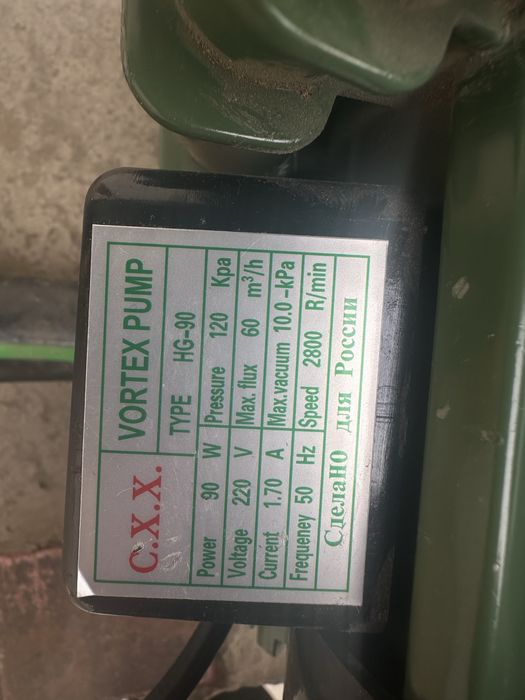 С.Х.Х. VORTEX PUMP
TYPE HG-90
Power 90 W Pressure 120 Kpa
Voltage 220 V Max. flux 60 m³/h
Current 1.70 A Max.vacuum 10.0 -kPa
Frequeney 50 Hz Speed 2800 R/min
Сделано для России